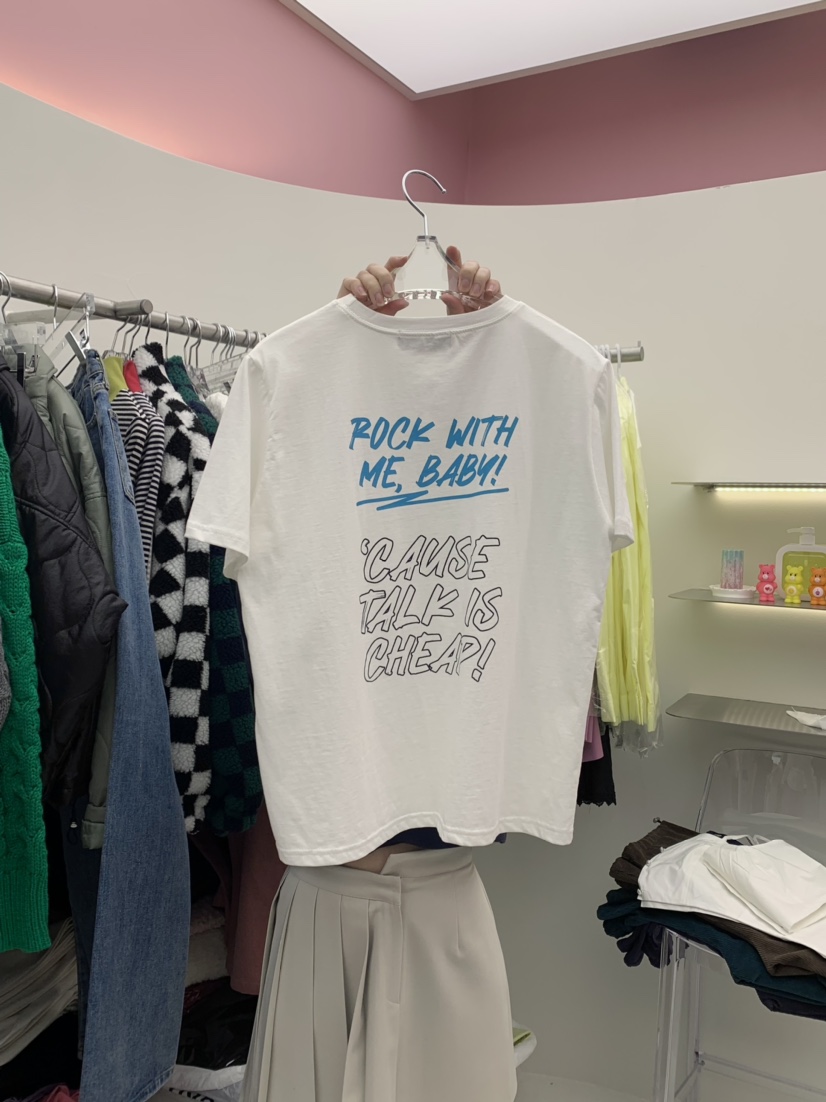 ROCK WITH
ME, BABY!
'CAUSE
TALK IS
CHEAP!